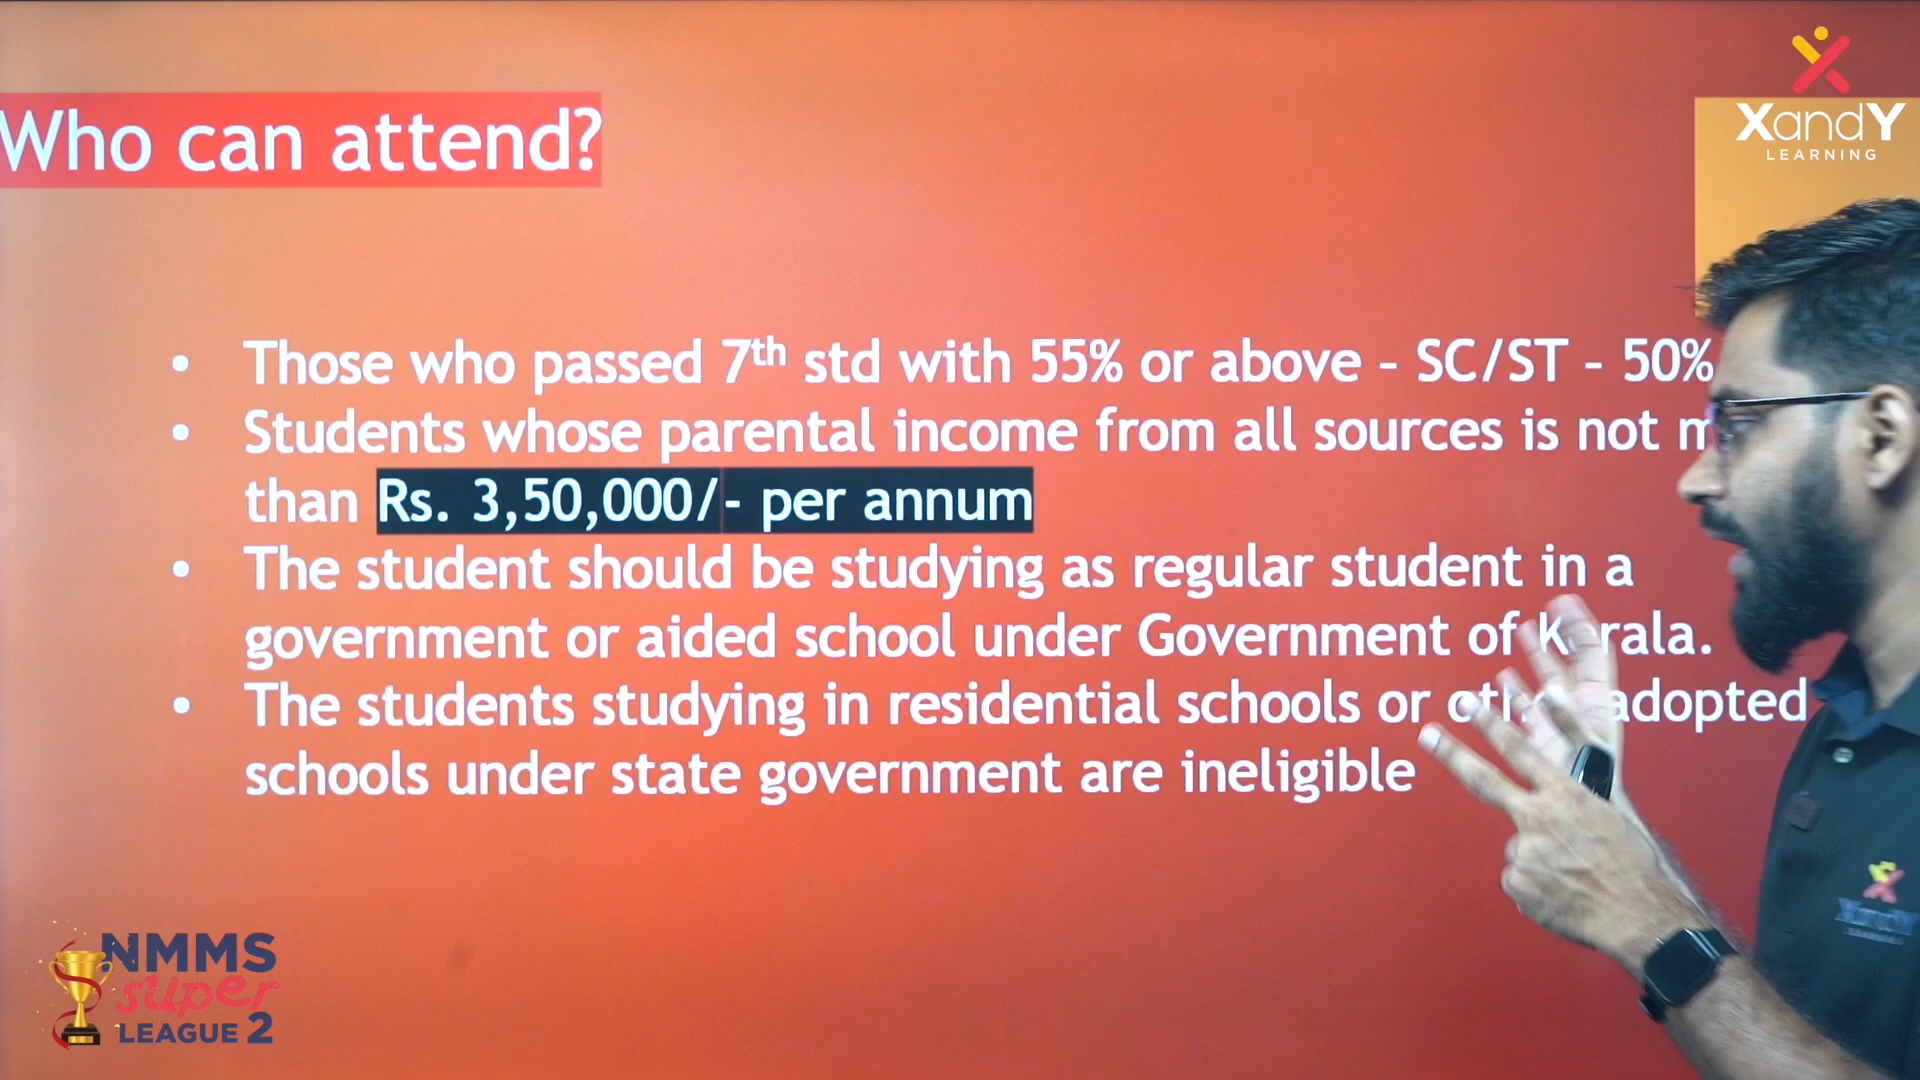 XandY
LEARNING
Who can attend?
• Those who passed 7th std with 55% or above – SC/ST – 50%
• Students whose parental income from all sources is not
than Rs. 3,50,000/- per annum
• The student should be studying as regular student in a
government or aided school under Government of
• The students studying in residential schools or adopted
schools under state government are ineligible
NMMS
super
LEAGUE 2
XandY